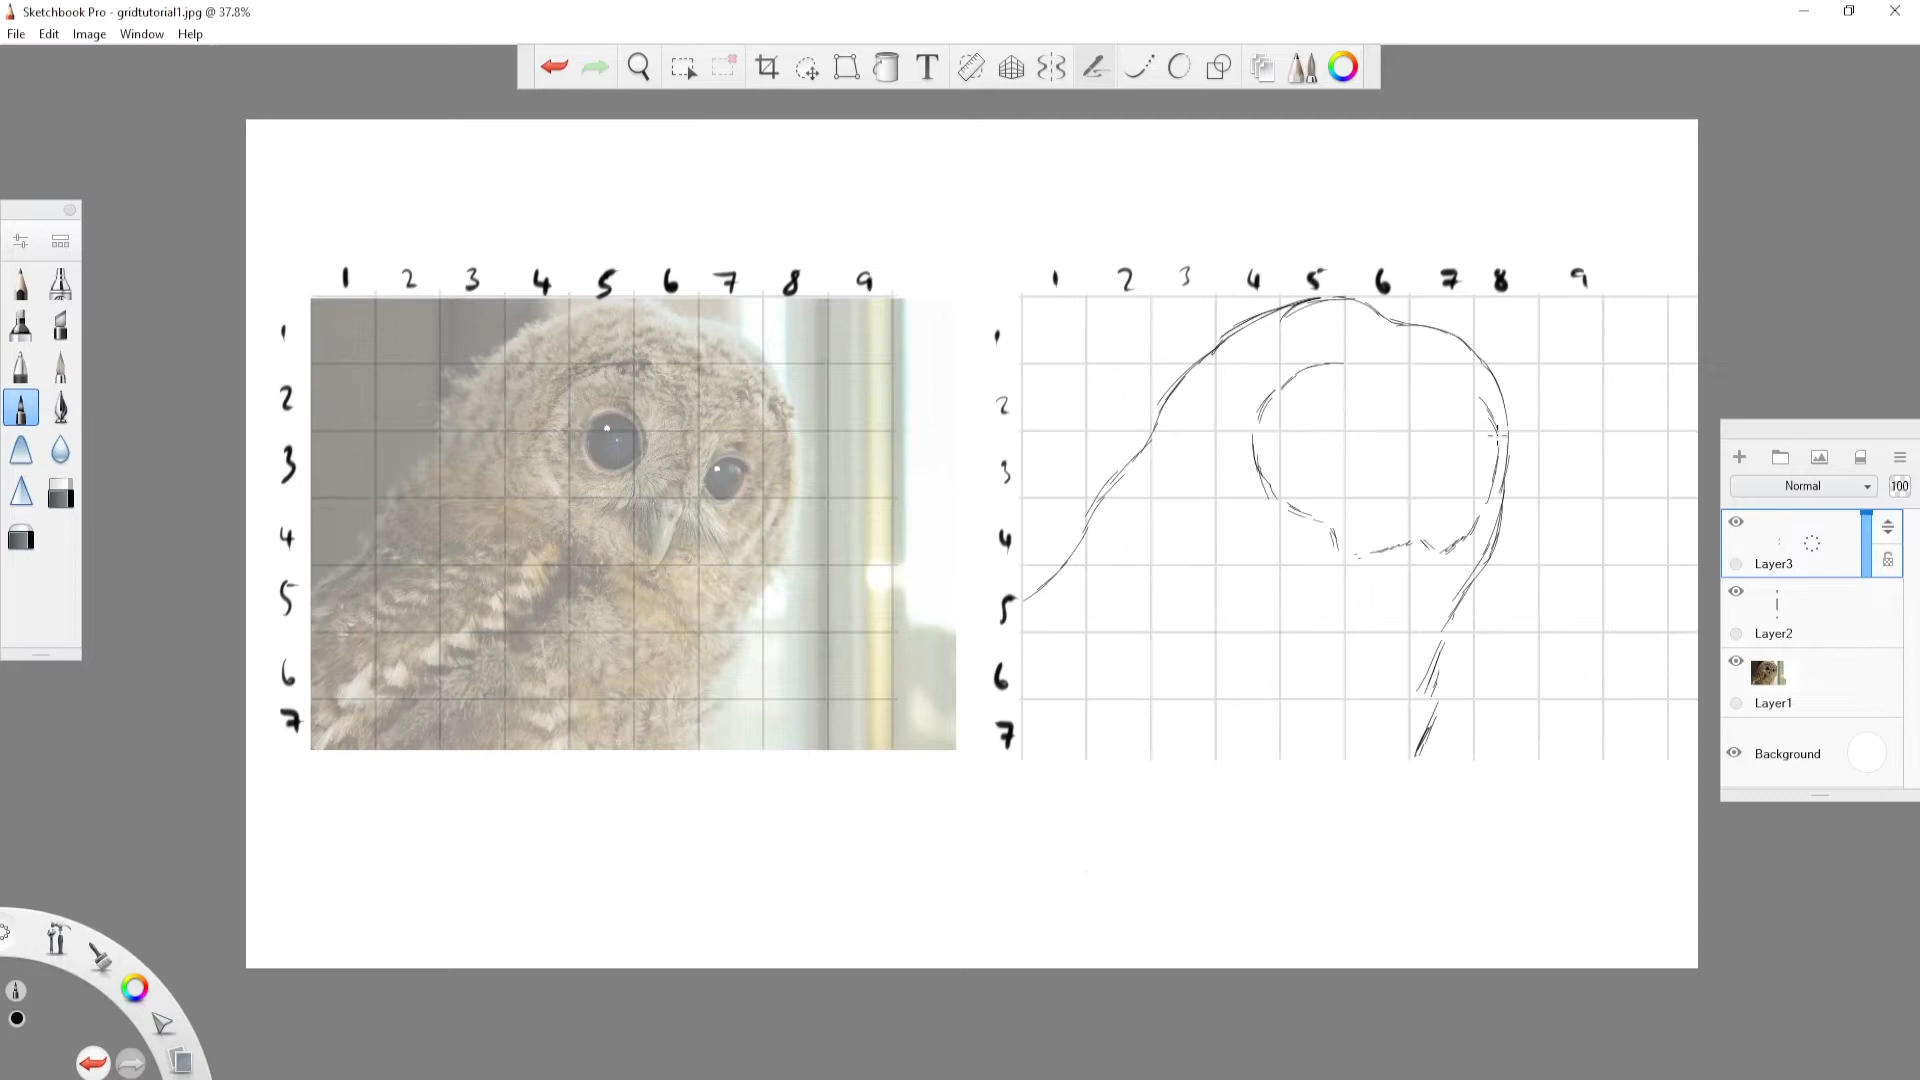 Sketchbook Pro - gridtutorial1.jpg @ 37.8%
File Edit Image Window Help
T
1 2 3 4 5 6 7 8 9
1
2
3
4
5
6
7
1 2 3 4 5 6 7 8 9
1
2
3
4
5
6
7
Normal 100
Layer3
Layer2
Layer1
Background